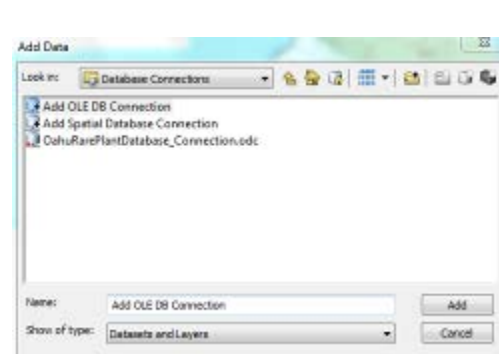 Add Data
Look in: Database Connections
Add OLE DB Connection
Add Spatial Database Connection
OahuRarePlantDatabase_Connection.odc
Name: Add OLE DB Connection Add
Show of type: Datasets and Layers Cancel